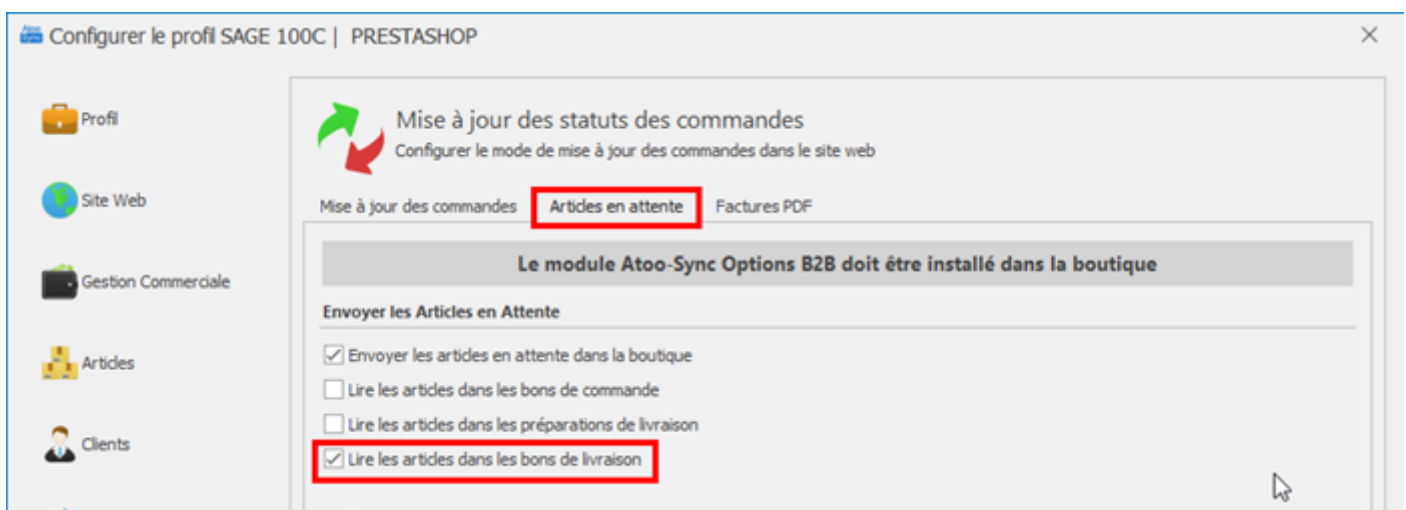 Atoo Sync
Configurer le profil SAGE 100C | PRESTASHOP
Profil
Site Web
Gestion Commerciale
Articles
Clients
Mise à jour des statuts des commandes
Configurer le mode de mise à jour des commandes dans le site web
Mise à jour des commandes Articles en attente Factures PDF
Le module Atoo-Sync Options B2B doit être installé dans la boutique
Envoyer les Articles en Attente
Envoyer les articles en attente dans la boutique
Lire les articles dans les bons de commande
Lire les articles dans les préparations de livraison
Lire les articles dans les bons de livraison